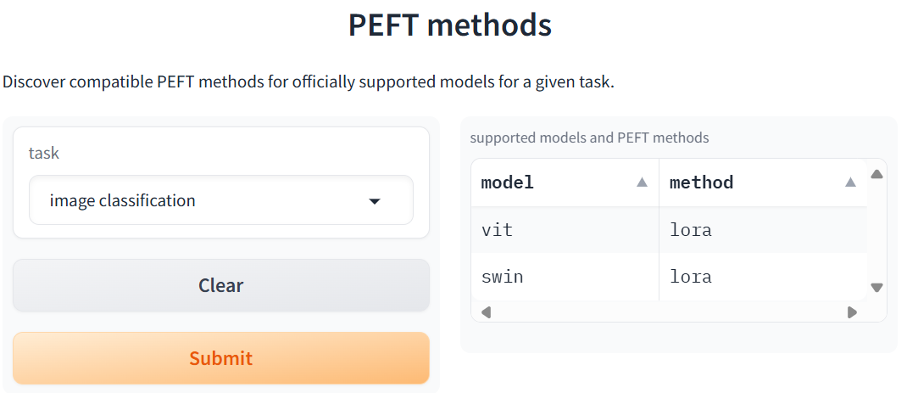 PEFT methods
Discover compatible PEFT methods for officially supported models for a given task.
task
image classification
Clear
Submit
supported models and PEFT methods
model method
vit lora
swin lora